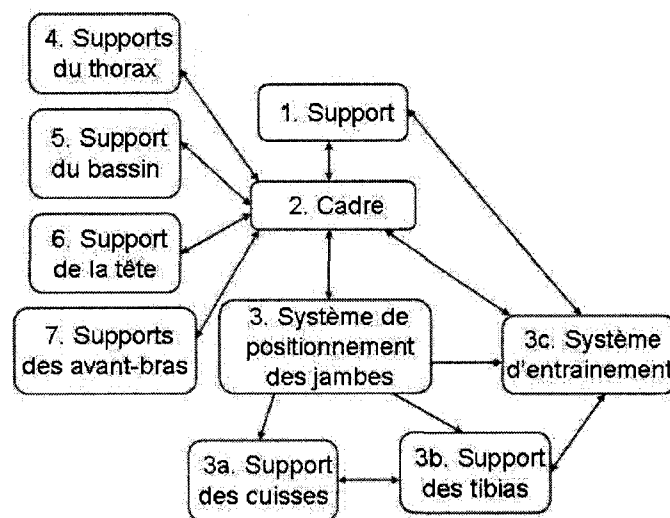 4. Supports
du thorax
1. Support
5. Support
du bassin
2. Cadre
6. Support
de la tête
7. Supports
des avant-bras
3. Système de
positionnement
des jambes
3c. Système
d'entrainement
3a. Support
des cuisses
3b. Support
des tibias